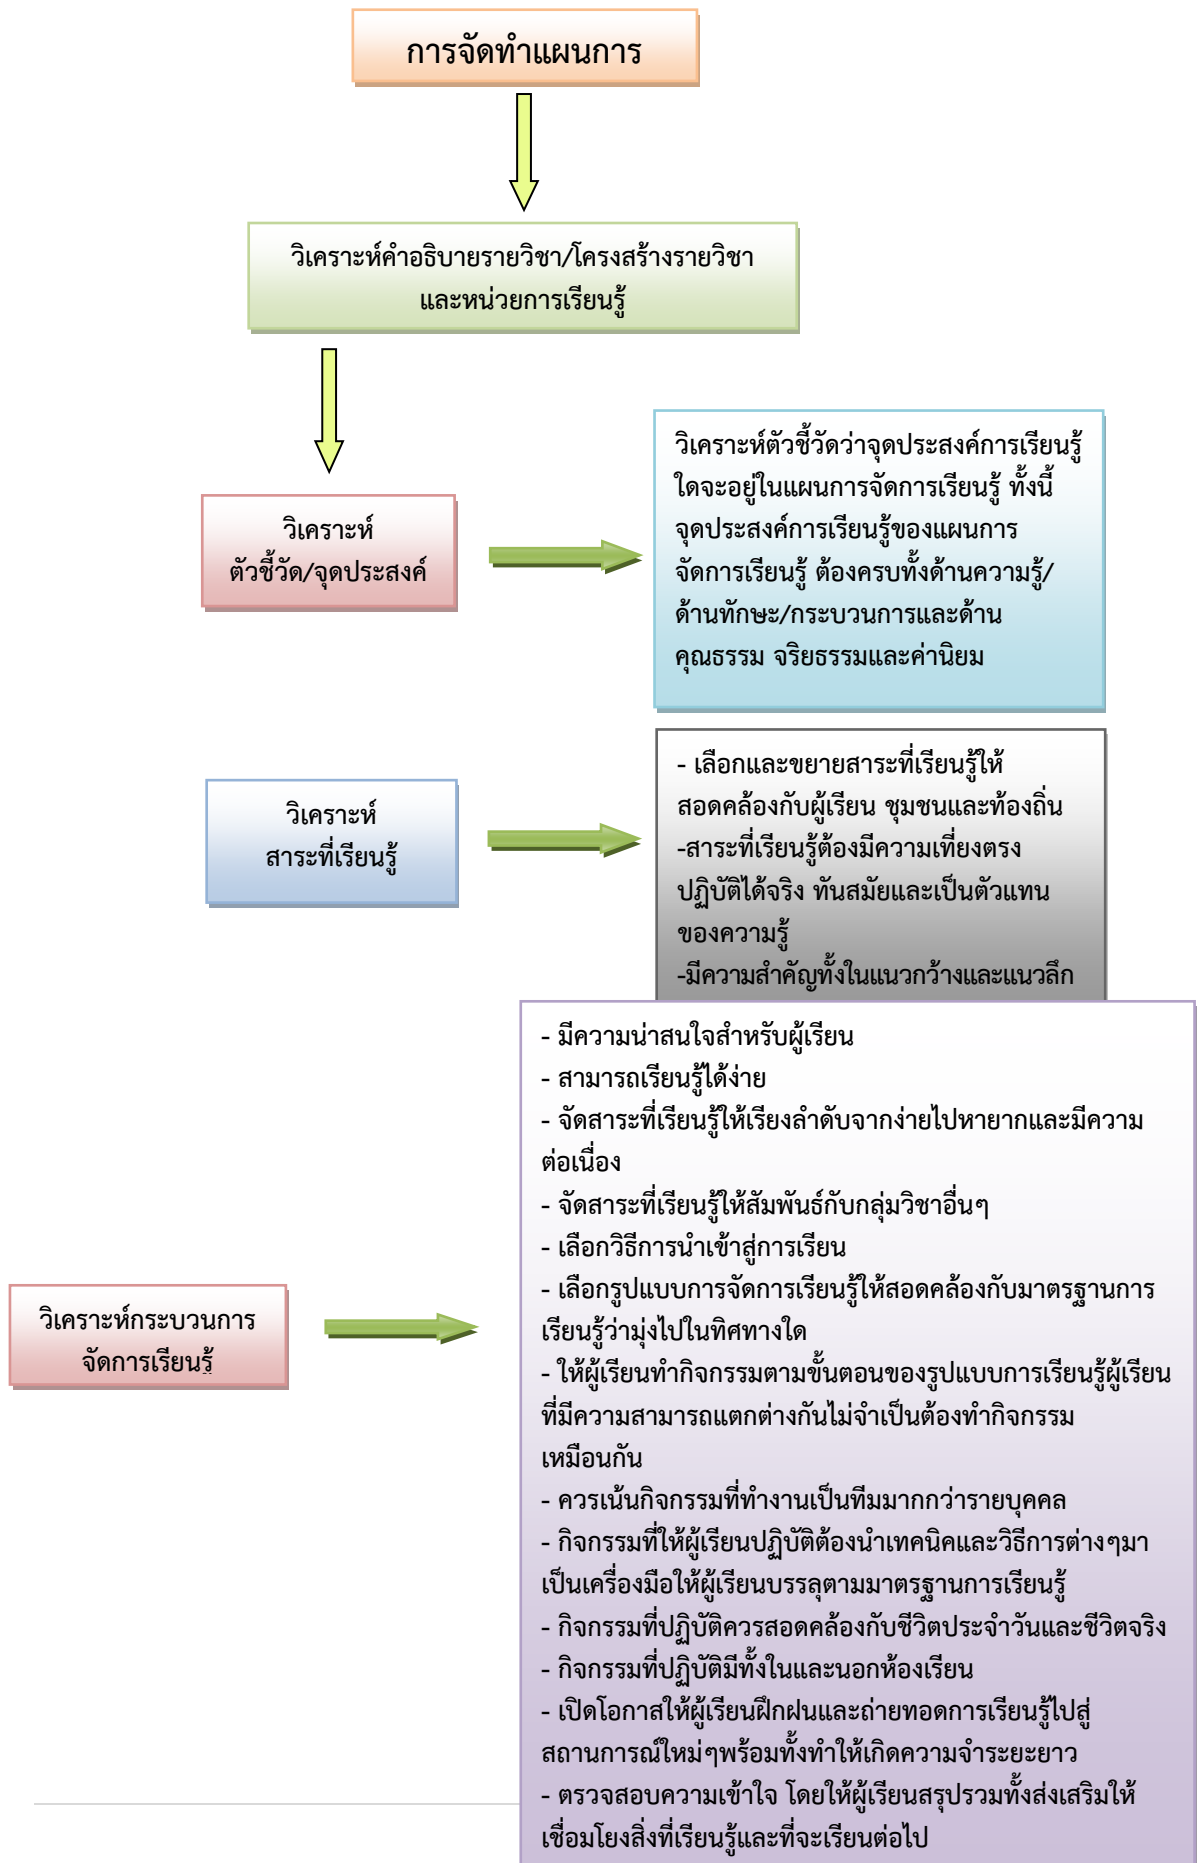 การจัดทำแผนการ
วิเคราะห์คำอธิบายรายวิชา/โครงสร้างรายวิชา
และหน่วยการเรียนรู้
วิเคราะห์
ตัวชี้วัด/จุดประสงค์
วิเคราะห์ตัวชี้วัดว่าจุดประสงค์การเรียนรู้
ใดจะอยู่ในแผนการจัดการเรียนรู้ ทั้งนี้
จุดประสงค์การเรียนรู้ของแผนการ
จัดการเรียนรู้ ต้องครบทั้งด้านความรู้/
ด้านทักษะ/กระบวนการและด้าน
คุณธรรม จริยธรรมและค่านิยม
วิเคราะห์
สาระที่เรียนรู้
- เลือกและขยายสาระที่เรียนรู้ให้
สอดคล้องกับผู้เรียน ชุมชนและท้องถิ่น
-สาระที่เรียนรู้ต้องมีความเที่ยงตรง
ปฏิบัติได้จริง ทันสมัยและเป็นตัวแทน
ของความรู้
-มีความสำคัญทั้งในแนวกว้างและแนวลึก
วิเคราะห์กระบวนการ
จัดการเรียนรู้
- มีความน่าสนใจสำหรับผู้เรียน
- สามารถเรียนรู้ได้ง่าย
- จัดสาระที่เรียนรู้ให้เรียงลำดับจากง่ายไปหายากและมีความ
ต่อเนื่อง
- จัดสาระที่เรียนรู้ให้สัมพันธ์กับกลุ่มวิชาอื่นๆ
- เลือกวิธีการนำเข้าสู่การเรียน
- เลือกรูปแบบการจัดการเรียนรู้ให้สอดคล้องกับมาตรฐานการ
เรียนรู้ว่ามุ่งไปในทิศทางใด
- ให้ผู้เรียนทำกิจกรรมตามขั้นตอนของรูปแบบการเรียนรู้ผู้เรียน
ที่มีความสามารถแตกต่างกันไม่จำเป็นต้องทำกิจกรรม
เหมือนกัน
- ควรเน้นกิจกรรมที่ทำงานเป็นทีมมากกว่ารายบุคคล
- กิจกรรมที่ให้ผู้เรียนปฏิบัติต้องนำเทคนิคและวิธีการต่างๆมา
เป็นเครื่องมือให้ผู้เรียนบรรลุตามมาตรฐานการเรียนรู้
- กิจกรรมที่ปฏิบัติควรสอดคล้องกับชีวิตประจำวันและชีวิตจริง
- กิจกรรมที่ปฏิบัติมีทั้งในและนอกห้องเรียน
- เปิดโอกาสให้ผู้เรียนฝึกฝนและถ่ายทอดการเรียนรู้ไปสู่
สถานการณ์ใหม่ๆพร้อมทั้งทำให้เกิดความจำระยะยาว
- ตรวจสอบความเข้าใจ โดยให้ผู้เรียนสรุปรวมทั้งส่งเสริมให้
เชื่อมโยงสิ่งที่เรียนรู้และที่จะเรียนต่อไป